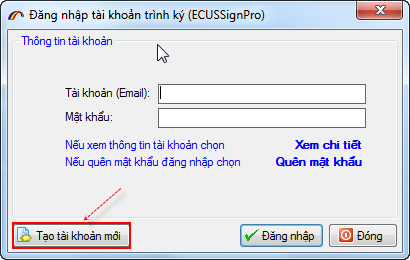 Đăng nhập tài khoản trình ký (ECUSSignPro)
Thông tin tài khoản
Tài khoản (Email):
Mật khẩu:
Nếu xem thông tin tài khoản chọn Xem chi tiết
Nếu quên mật khẩu đăng nhập chọn Quên mật khẩu
Tạo tài khoản mới Đăng nhập Đóng